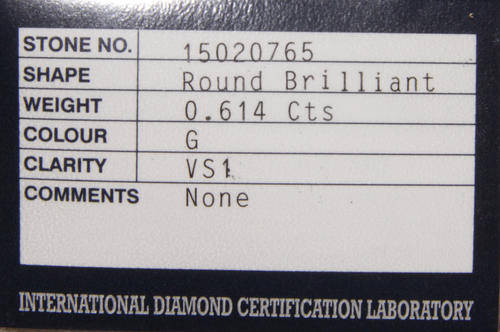 STONE NO. 15020765
SHAPE Round Brilliant
WEIGHT 0.614 Cts
COLOUR G
CLARITY VS1
COMMENTS None
INTERNATIONAL DIAMOND CERTIFICATION LABORATORY